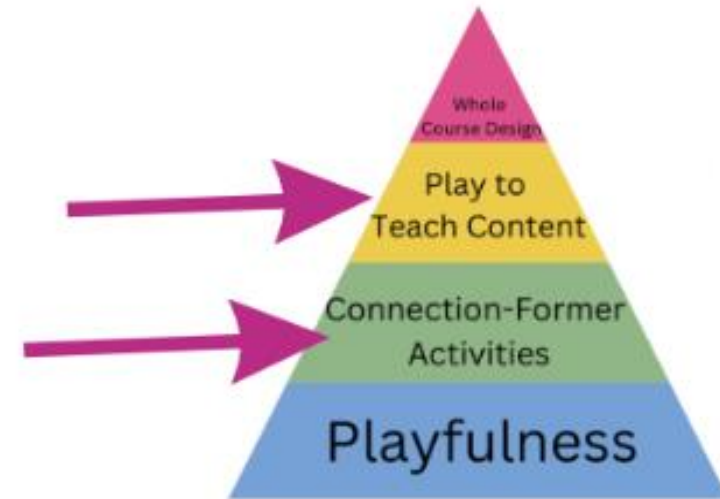 Whole
Course Design
Play to
Teach Content
Connection-Former
Activities
Playfulness